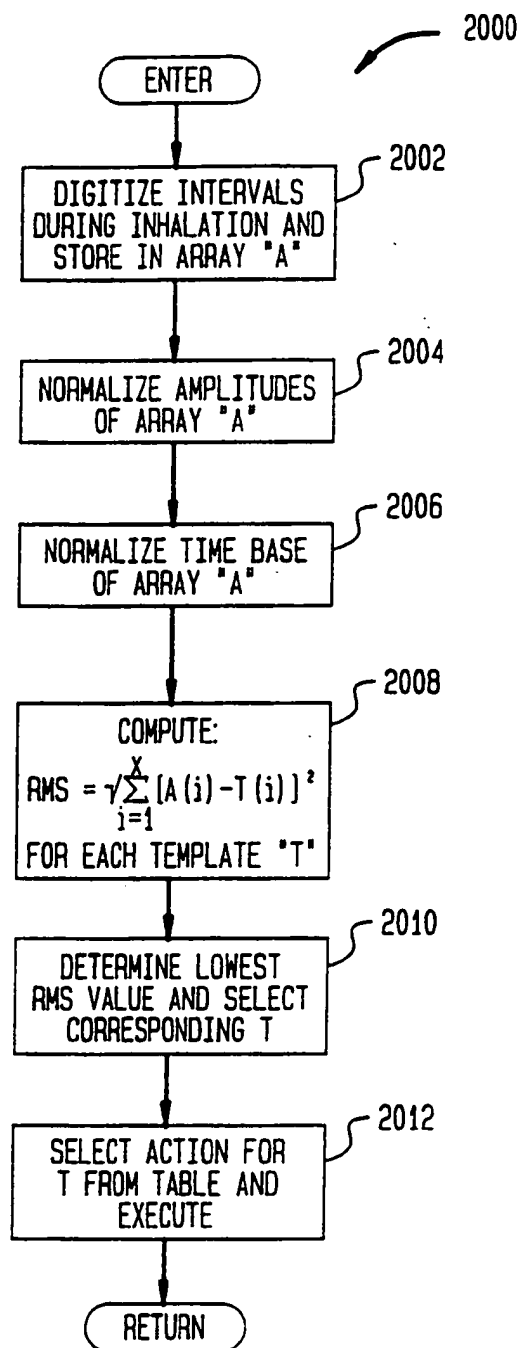 2000
ENTER
2002
DIGITIZE INTERVALS
DURING INHALATION AND
STORE IN ARRAY "A"
2004
NORMALIZE AMPLITUDES
OF ARRAY "A"
2006
NORMALIZE TIME BASE
OF ARRAY "A"
2008
COMPUTE:
RMS = √∑_{i=1}^{X} [A(i)-T(i)]²
FOR EACH TEMPLATE "T"
2010
DETERMINE LOWEST
RMS VALUE AND SELECT
CORRESPONDING T
2012
SELECT ACTION FOR
T FROM TABLE AND
EXECUTE
RETURN